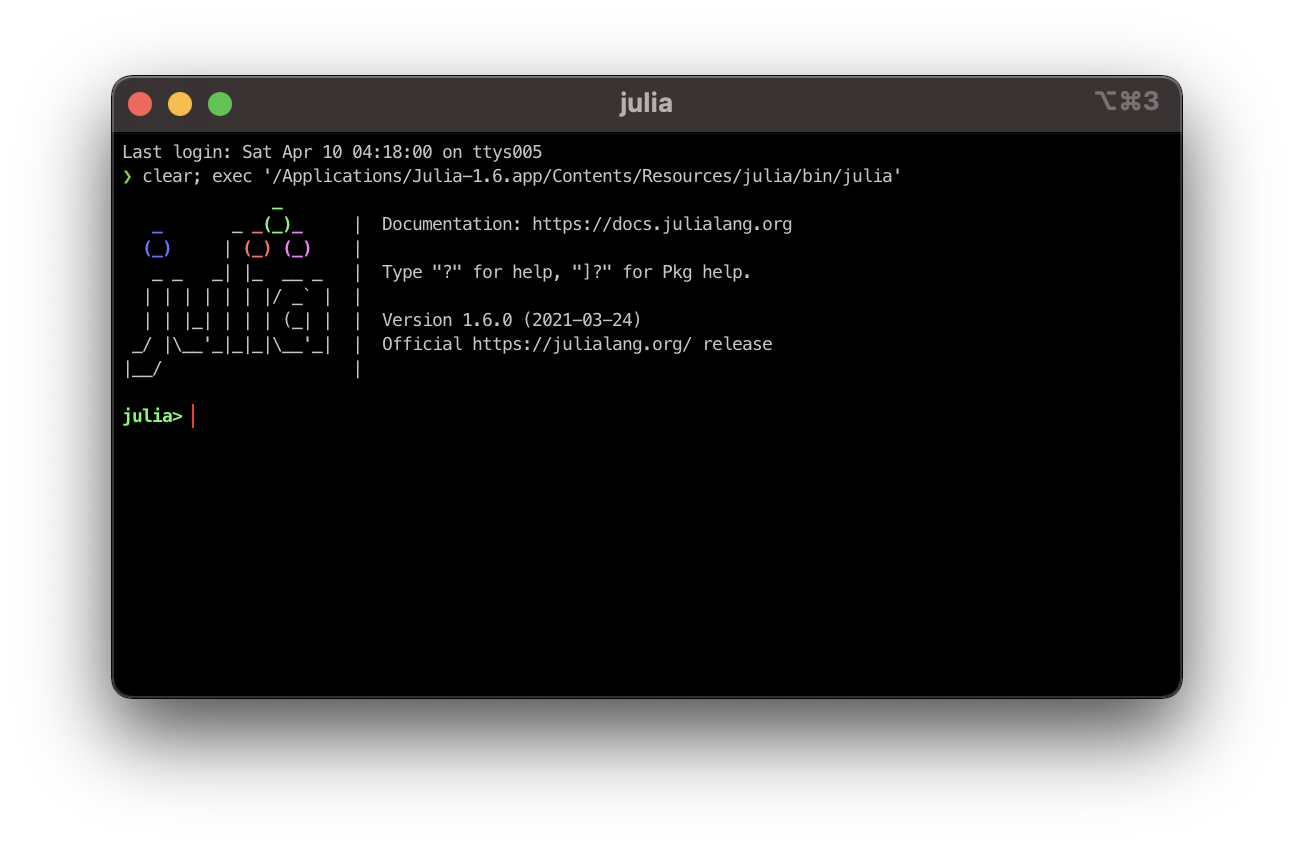 julia ⌥⌘3
Last login: Sat Apr 10 04:18:00 on ttys005
❯ clear; exec '/Applications/Julia-1.6.app/Contents/Resources/julia/bin/julia'
               _
   _       _ _(_)_     |  Documentation: https://docs.julialang.org
  (_)     | (_) (_)    |
   _ _   _| |_  __ _   |  Type "?" for help, "]?" for Pkg help.
  | | | | | | |/ _` |  |
  | | |_| | | | (_| |  |  Version 1.6.0 (2021-03-24)
 _/ |\__'_|_|_|\__'_|  |  Official https://julialang.org/ release
|__/                   |
julia>